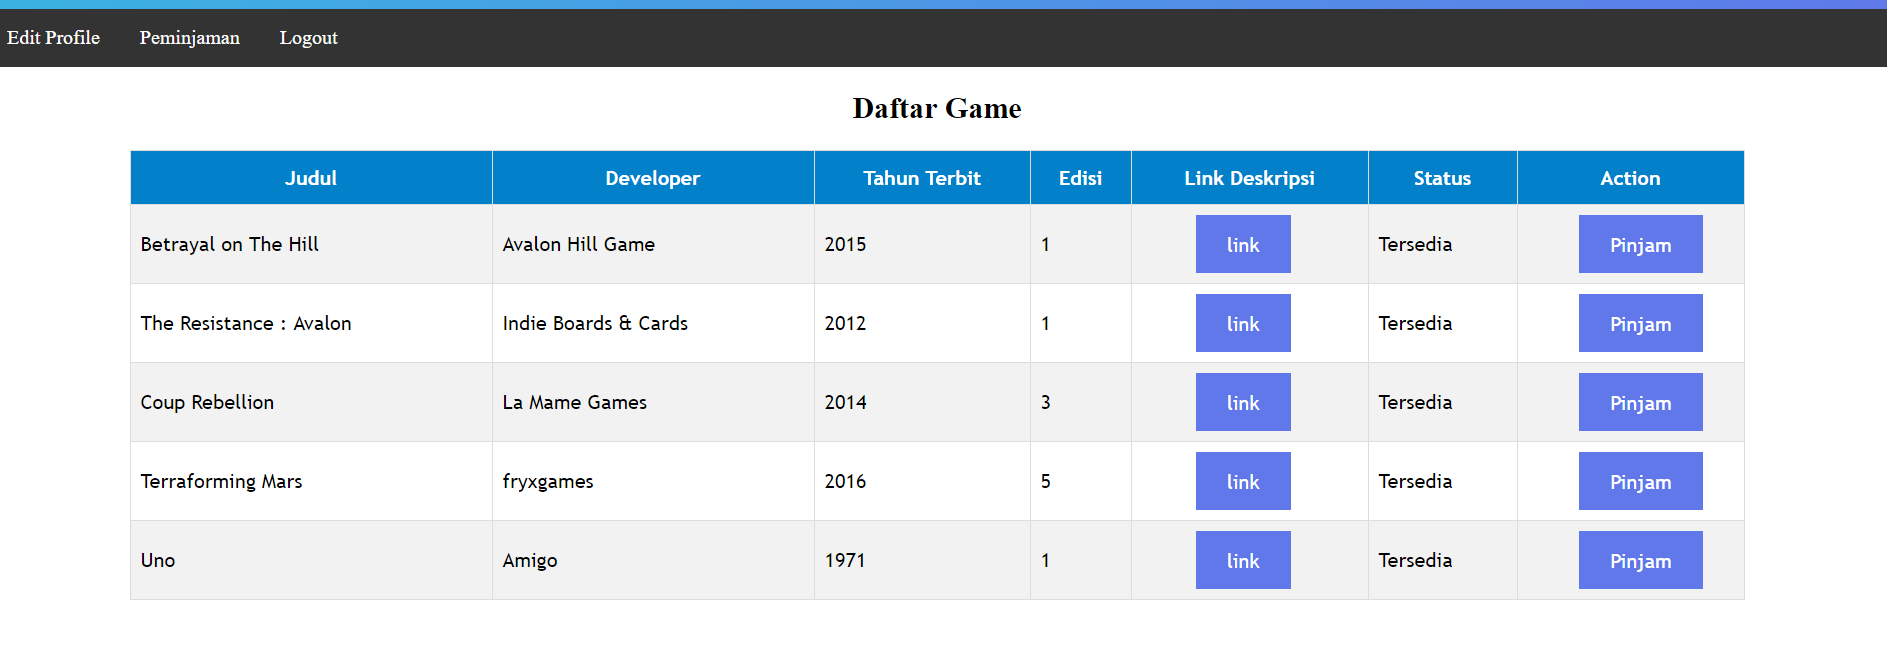 Edit Profile Peminjaman Logout
Daftar Game
Judul Developer Tahun Terbit Edisi Link Deskripsi Status Action
Betrayal on The Hill Avalon Hill Game 2015 1 link Tersedia Pinjam
The Resistance : Avalon Indie Boards & Cards 2012 1 link Tersedia Pinjam
Coup Rebellion La Mame Games 2014 3 link Tersedia Pinjam
Terraforming Mars fryxgames 2016 5 link Tersedia Pinjam
Uno Amigo 1971 1 link Tersedia Pinjam